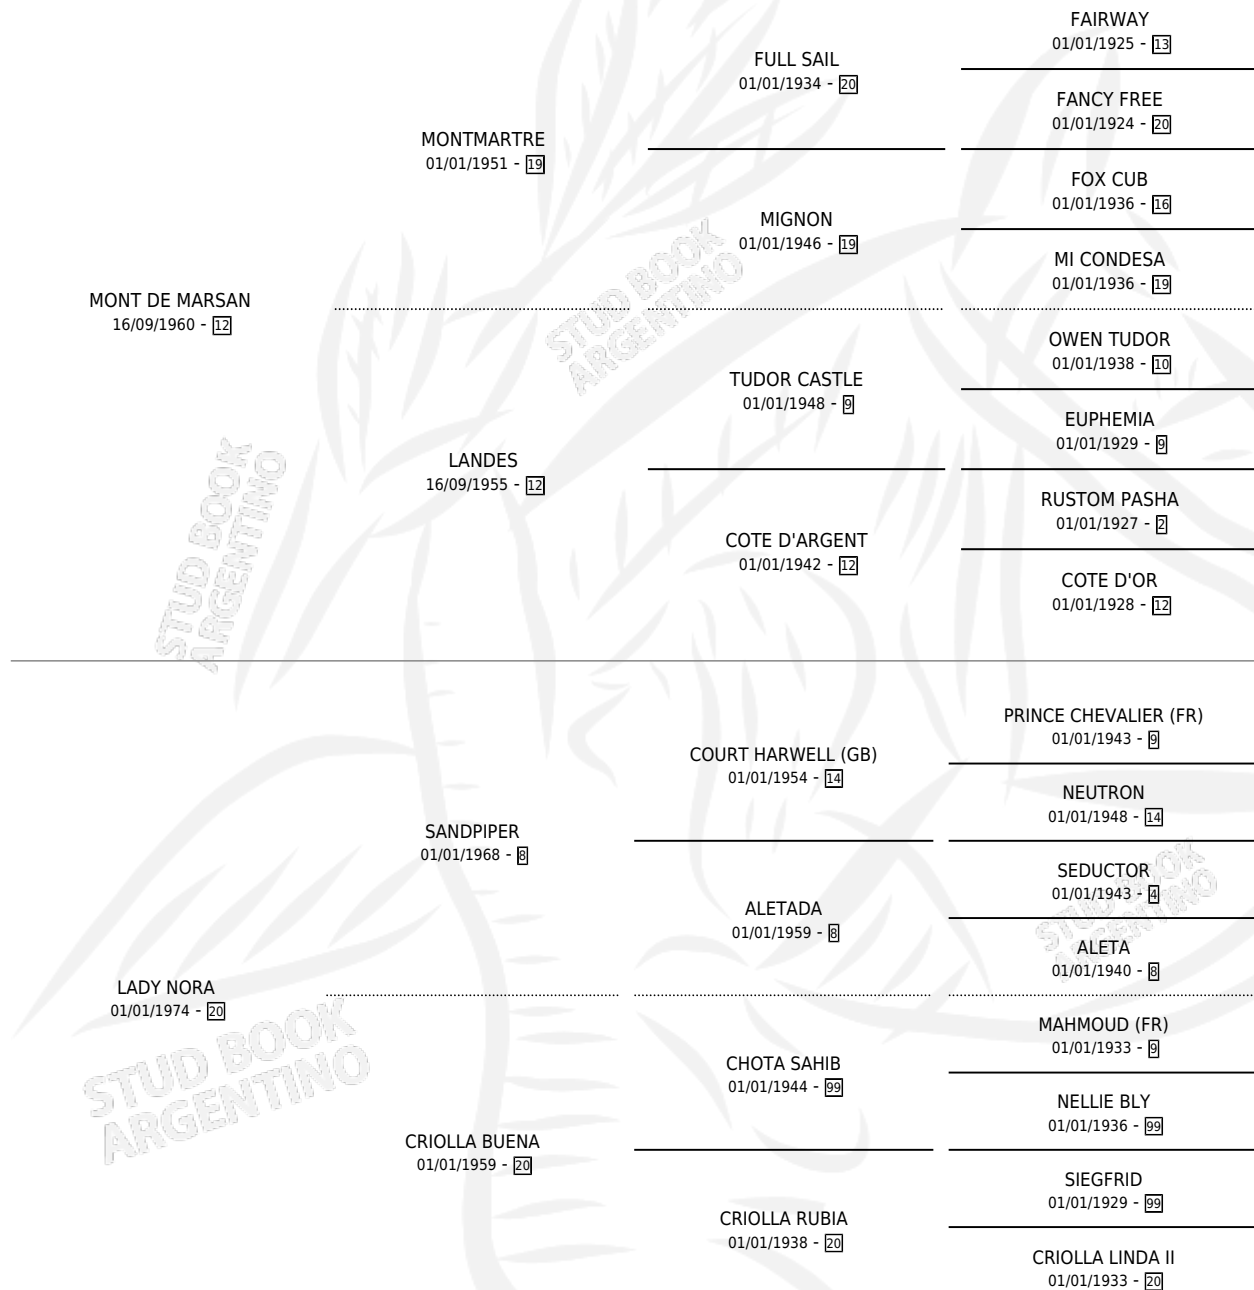 FAIRWAY
01/01/1925 - 13
FULL SAIL
01/01/1934 - 20
FANCY FREE
01/01/1924 - 20
MONTMARTRE
01/01/1951 - 19
FOX CUB
01/01/1936 - 16
MIGNON
01/01/1946 - 19
MI CONDESA
01/01/1936 - 19
MONT DE MARSAN
16/09/1960 - 12
STUD BOOK
ARGENTINO
OWEN TUDOR
01/01/1938 - 10
TUDOR CASTLE
01/01/1948 - 9
EUPHEMIA
01/01/1929 - 9
LANDES
16/09/1955 - 12
RUSTOM PASHA
01/01/1927 - 2
COTE D'ARGENT
01/01/1942 - 12
COTE D'OR
01/01/1928 - 12
STUD BOOK
ARGENTINO
PRINCE CHEVALIER (FR)
01/01/1943 - 9
COURT HARWELL (GB)
01/01/1954 - 14
NEUTRON
01/01/1948 - 14
SANDPIPER
01/01/1968 - 8
SEDUCTOR
01/01/1943 - 4
ALETADA
01/01/1959 - 8
STUD BOOK
ARGENTINO
ALETA
01/01/1940 - 8
LADY NORA
01/01/1974 - 20
MAHMOUD (FR)
01/01/1933 - 9
CHOTA SAHIB
01/01/1944 - 99
STUD BOOK
ARGENTINO
NELLIE BLY
01/01/1936 - 99
CRIOLLA BUENA
01/01/1959 - 20
SIEGFRID
01/01/1929 - 99
CRIOLLA RUBIA
01/01/1938 - 20
CRIOLLA LINDA II
01/01/1933 - 20